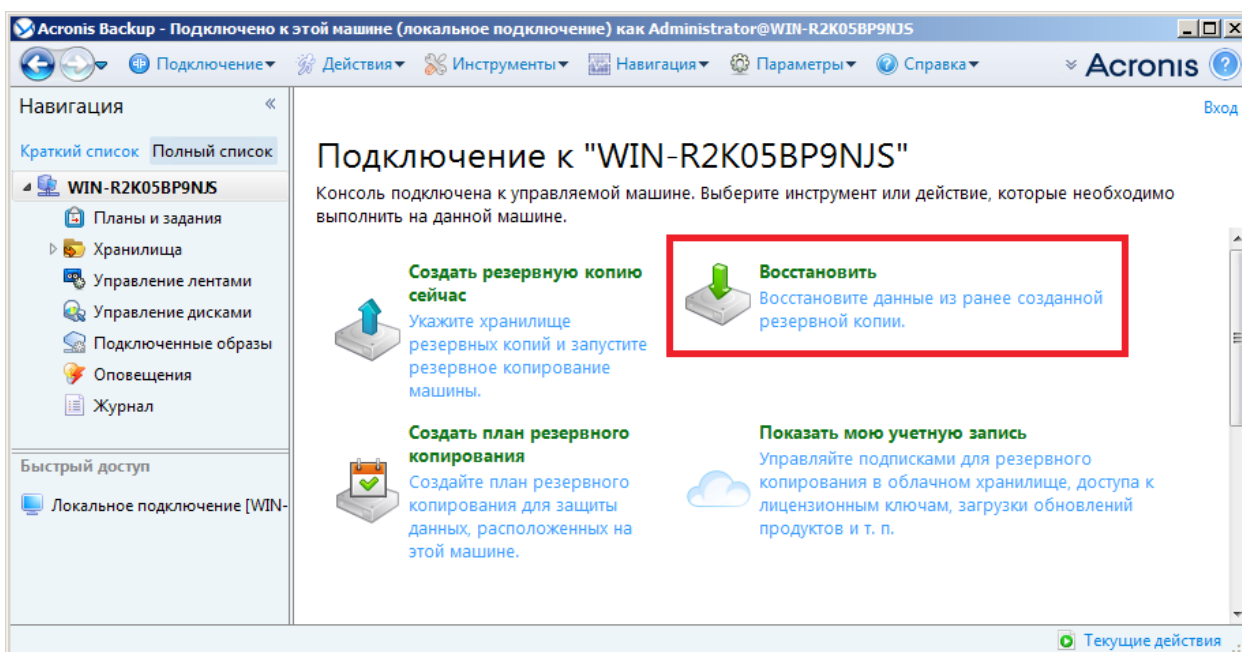 Acronis Backup - Подключено к этой машине (локальное подключение) как Administrator@WIN-R2K05BP9NJS
Подключение
Действия
Инструменты
Навигация
Параметры
Справка
Acronis
Навигация
Краткий список Полный список
WIN-R2K05BP9NJS
Планы и задания
Хранилища
Управление лентами
Управление дисками
Подключенные образы
Оповещения
Журнал
Быстрый доступ
Локальное подключение [WIN-
Вход
Подключение к "WIN-R2K05BP9NJS"
Консоль подключена к управляемой машине. Выберите инструмент или действие, которые необходимо
выполнить на данной машине.
Создать резервную копию
сейчас
Укажите хранилище
резервных копий и запустите
резервное копирование
машины.
Восстановить
Восстановите данные из ранее созданной
резервной копии.
Создать план резервного
копирования
Создайте план резервного
копирования для защиты
данных, расположенных на
этой машине.
Показать мою учетную запись
Управляйте подписками для резервного
копирования в облачном хранилище, доступа к
лицензионным ключам, загрузки обновлений
продуктов и т. п.
Текущие действия